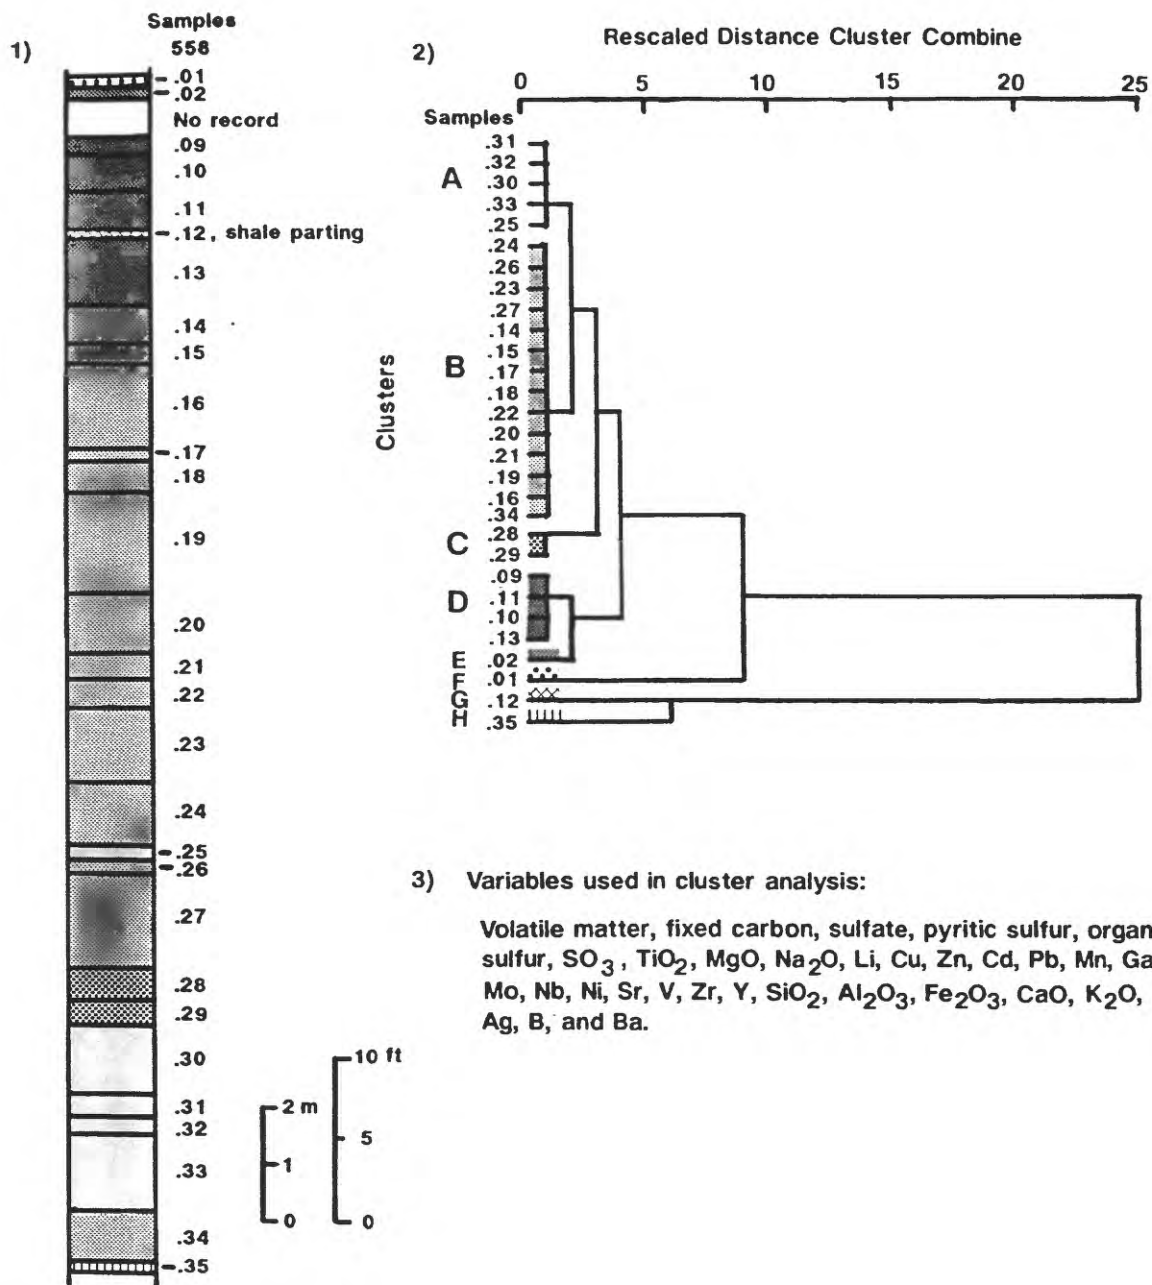 1)
Samples
558
.01
.02
No record
.09
.10
.11
.12, shale parting
.13
.14
.15
.16
.17
.18
.19
.20
.21
.22
.23
.24
.25
.26
.27
.28
.29
.30
.31
.32
.33
.34
.35
2 m
1
0
10 ft
5
0
2)
Rescaled Distance Cluster Combine
0 5 10 15 20 25
Samples
Clusters
A
.31
.32
.30
.33
.25
B
.24
.26
.23
.27
.14
.15
.17
.18
.22
.20
.21
.19
.16
.34
C
.28
.29
D
.09
.11
.10
.13
E .02
F .01
G .12
H .35
3) Variables used in cluster analysis:
Volatile matter, fixed carbon, sulfate, pyritic sulfur, organ
sulfur, SO3, TiO2, MgO, Na2O, Li, Cu, Zn, Cd, Pb, Mn, Ga
Mo, Nb, Ni, Sr, V, Zr, Y, SiO2, Al2O3, Fe2O3, CaO, K2O,
Ag, B, and Ba.